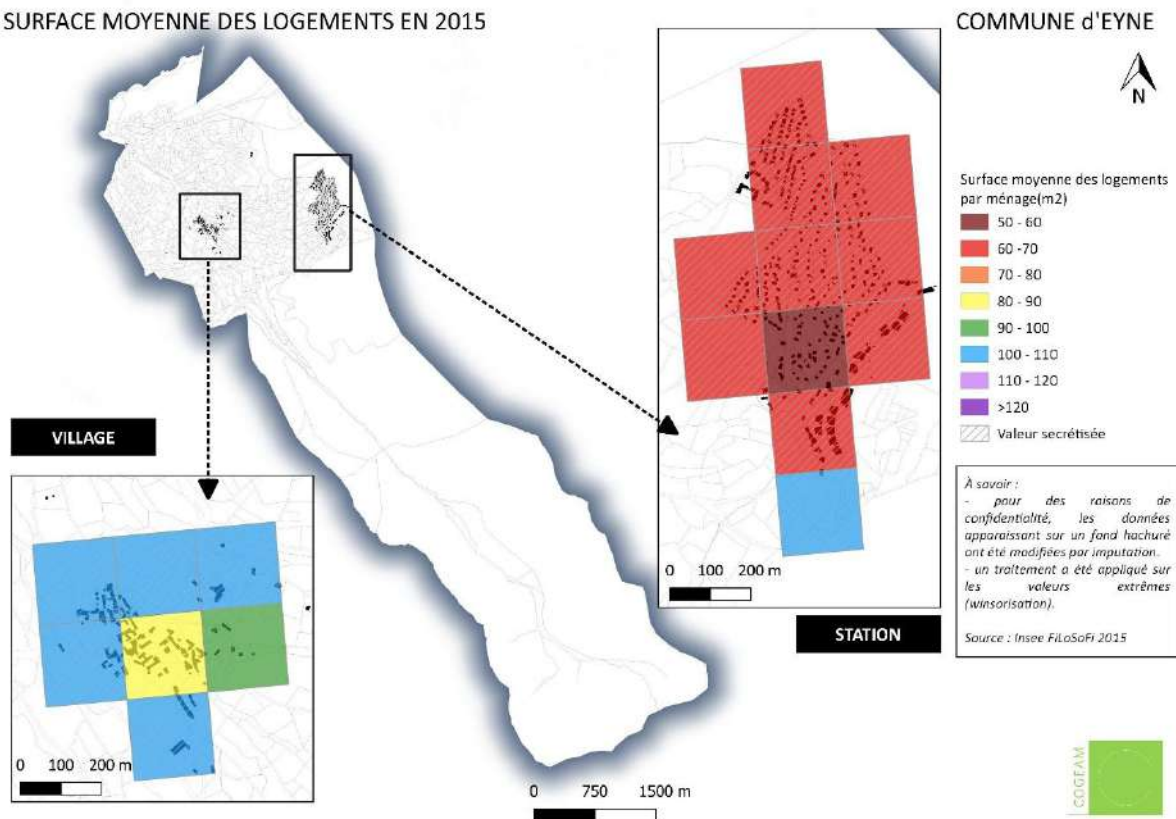 SURFACE MOYENNE DES LOGEMENTS EN 2015
COMMUNE d'EYNE
N
Surface moyenne des logements
par ménage(m2)
50 - 60
60 -70
70 - 80
80 - 90
90 - 100
100 - 110
110 - 120
>120
Valeur secrétisée
À savoir :
- pour des raisons de
confidentialité, les données
apparaissant sur un fond hachuré
ont été modifiées par imputation.
- un traitement a été appliqué sur
les valeurs extrêmes
(winsorisation).
Source : Insee FiLoSoFi 2015
VILLAGE
0 100 200 m
STATION
0 100 200 m
0 750 1500 m
COGEAM